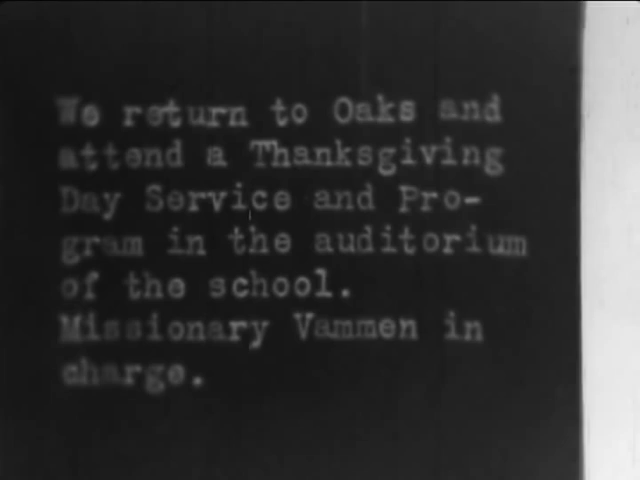 We return to Oaks and
attend a Thanksgiving
Day Service and Pro-
gram in the auditorium
of the school.
Missionary Vammen in
charge.